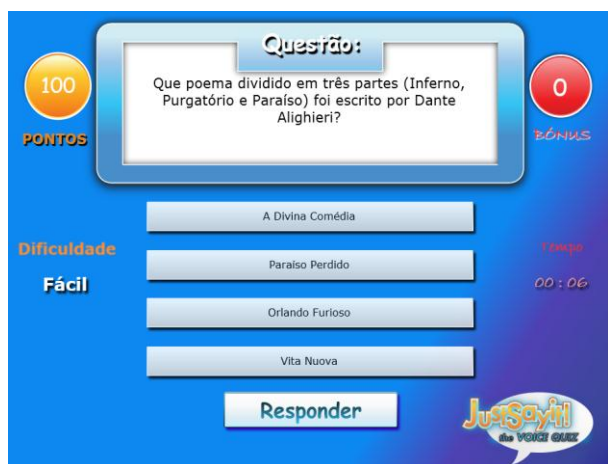 Questão:
100
PONTOS
Que poema dividido em três partes (Inferno,
Purgatório e Paraíso) foi escrito por Dante
Alighieri?
0
BÓNUS
A Divina Comédia
Paraíso Perdido
Orlando Furioso
Vita Nuova
Dificuldade
Fácil
Tempo
00 : 06
Responder
JustSayit!
the VOICE QUIZ